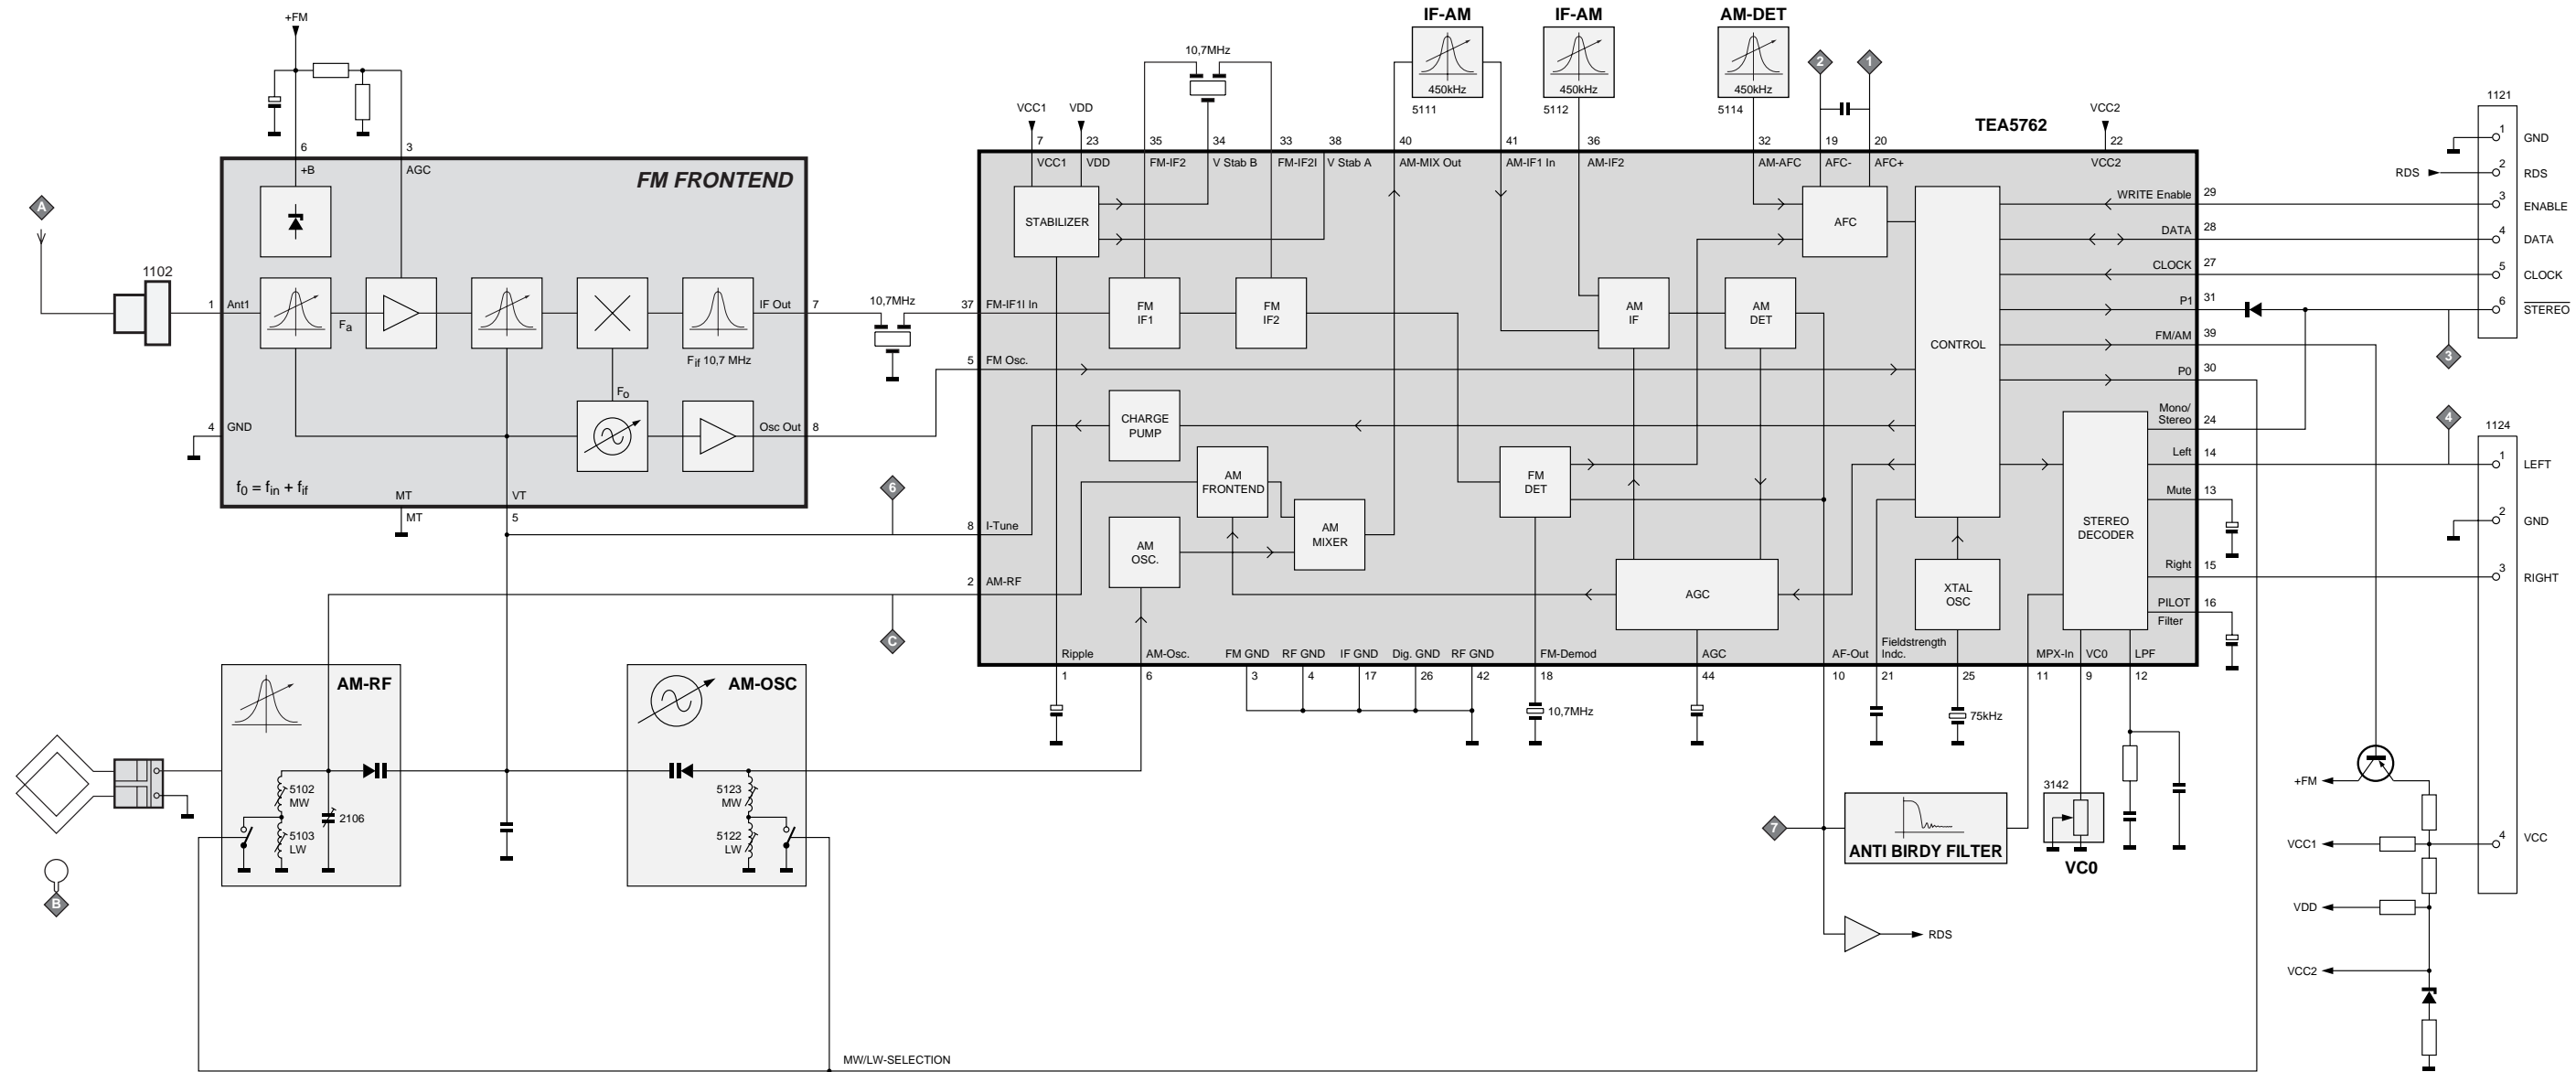 +FM
6
3
+B
AGC
FM FRONTEND
A
1102
1
Ant1
Fa
IF Out
7
Fif 10,7 MHz
Fo
4
GND
Osc Out
8
f0 = fin + fif
MT
VT
MT
5
10,7MHz
10,7MHz
IF-AM
450kHz
5111
IF-AM
450kHz
5112
AM-DET
450kHz
5114
2
1
TEA5762
VCC1
VDD
VCC2
7
23
35
34
33
38
40
41
36
32
19
20
22
VCC1
VDD
FM-IF2
V Stab B
FM-IF2I
V Stab A
AM-MIX Out
AM-IF1 In
AM-IF2
AM-AFC
AFC-
AFC+
VCC2
STABILIZER
AFC
37
FM-IF1I In
FM
IF1
FM
IF2
AM
IF
AM
DET
CONTROL
5
FM Osc.
CHARGE
PUMP
AM
FRONTEND
FM
DET
6
8
I-Tune
AM
OSC.
AM
MIXER
2
AM-RF
AGC
XTAL
OSC
STEREO
DECODER
C
WRITE Enable
29
DATA
28
CLOCK
27
P1
31
FM/AM
39
P0
30
Mono/
Stereo
24
Left
14
Mute
13
Right
15
PILOT
Filter
16
Ripple
AM-Osc.
FM GND
RF GND
IF GND
Dig. GND
RF GND
FM-Demod
AGC
AF-Out
Fieldstrength
Indc.
MPX-In
VC0
LPF
1
6
3
4
17
26
42
18
44
10
21
25
11
9
12
10,7MHz
75kHz
1121
1
GND
RDS
2
RDS
3
ENABLE
4
DATA
5
CLOCK
6
STEREO
3
4
1124
1
LEFT
2
GND
3
RIGHT
4
VCC
AM-RF
5102
MW
5103
LW
2106
AM-OSC
5123
MW
5122
LW
B
7
ANTI BIRDY FILTER
3142
VC0
RDS
+FM
VCC1
VDD
VCC2
MW/LW-SELECTION